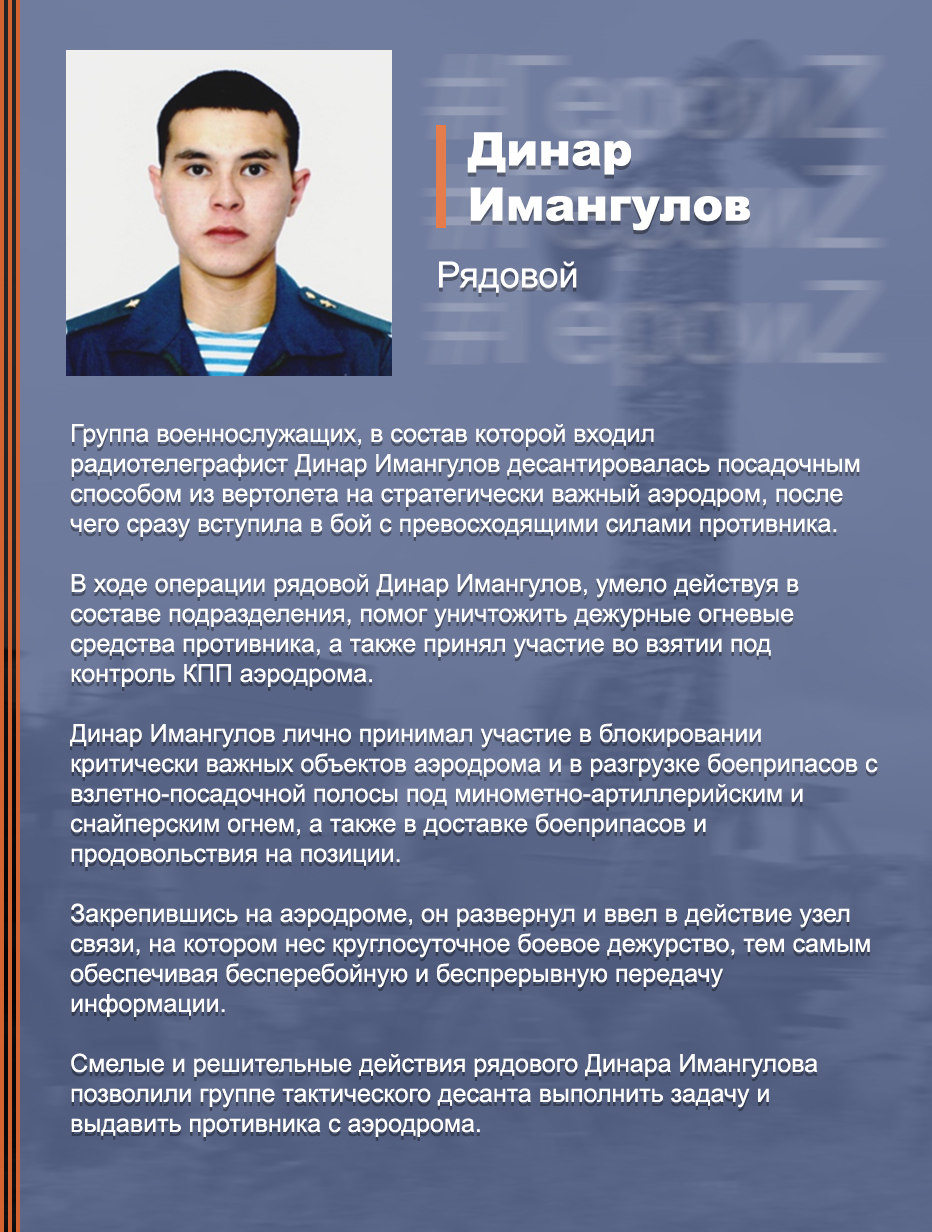 #ГероиZ
#ГероиZ
#ГероиZ
Динар
Имангулов
Рядовой
Группа военнослужащих, в состав которой входил
радиотелеграфист Динар Имангулов десантировалась посадочным
способом из вертолета на стратегически важный аэродром, после
чего сразу вступила в бой с превосходящими силами противника.
В ходе операции рядовой Динар Имангулов, умело действуя в
составе подразделения, помог уничтожить дежурные огневые
средства противника, а также принял участие во взятии под
контроль КПП аэродрома.
Динар Имангулов лично принимал участие в блокировании
критически важных объектов аэродрома и в разгрузке боеприпасов с
взлетно-посадочной полосы под минометно-артиллерийским и
снайперским огнем, а также в доставке боеприпасов и
продовольствия на позиции.
Закрепившись на аэродроме, он развернул и ввел в действие узел
связи, на котором нес круглосуточное боевое дежурство, тем самым
обеспечивая бесперебойную и беспрерывную передачу
информации.
Смелые и решительные действия рядового Динара Имангулова
позволили группе тактического десанта выполнить задачу и
выдавить противника с аэродрома.